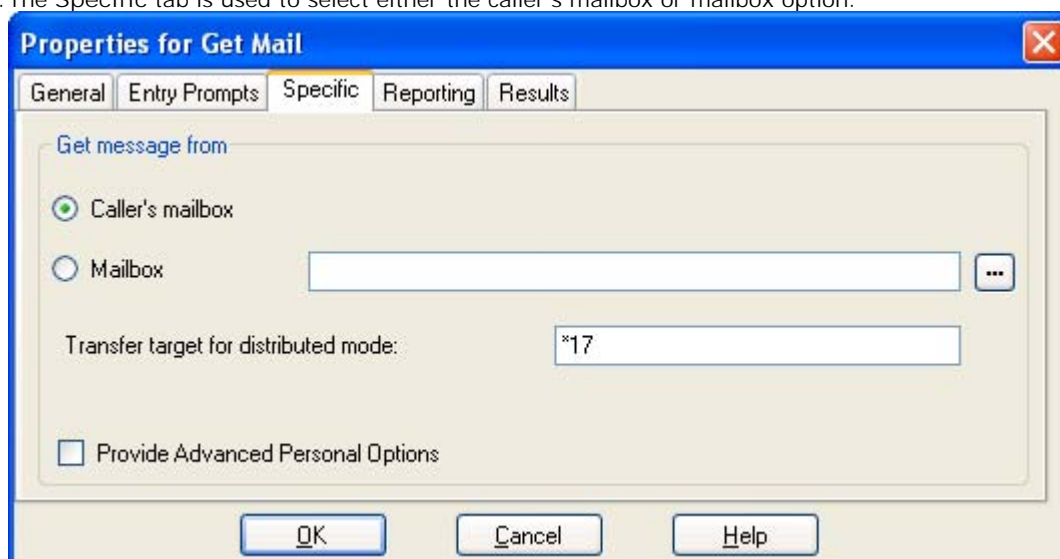 . The Specific tab is used to select either the caller's mailbox or mailbox option.
Properties for Get Mail
General Entry Prompts Specific Reporting Results
Get message from
Caller's mailbox
Mailbox ...
Transfer target for distributed mode: *17
Provide Advanced Personal Options
OK Cancel Help